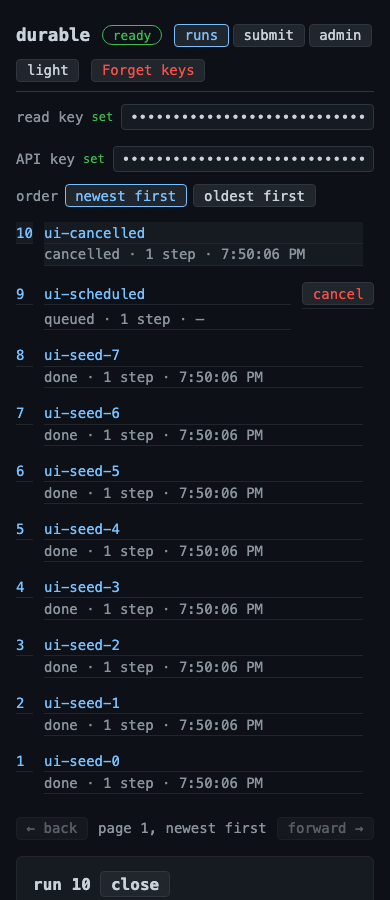 durable ready runs submit admin
light Forget keys
read key set ••••••••••••••••••••••••••••
API key set •••••••••••••••••••••••••••••
order newest first oldest first
10 ui-cancelled
cancelled · 1 step · 7:50:06 PM
9 ui-scheduled cancel
queued · 1 step · —
8 ui-seed-7
done · 1 step · 7:50:06 PM
7 ui-seed-6
done · 1 step · 7:50:06 PM
6 ui-seed-5
done · 1 step · 7:50:06 PM
5 ui-seed-4
done · 1 step · 7:50:06 PM
4 ui-seed-3
done · 1 step · 7:50:06 PM
3 ui-seed-2
done · 1 step · 7:50:06 PM
2 ui-seed-1
done · 1 step · 7:50:06 PM
1 ui-seed-0
done · 1 step · 7:50:06 PM
← back page 1, newest first forward →
run 10 close